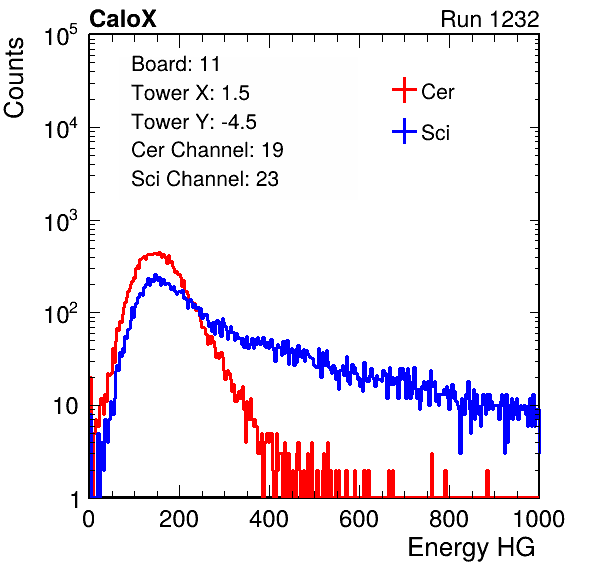 CaloX Run 1232
Counts
Board: 11
Tower X: 1.5
Tower Y: -4.5
Cer Channel: 19
Sci Channel: 23
Cer
Sci
10^5
10^4
10^3
10^2
10
1
0 200 400 600 800 1000
Energy HG